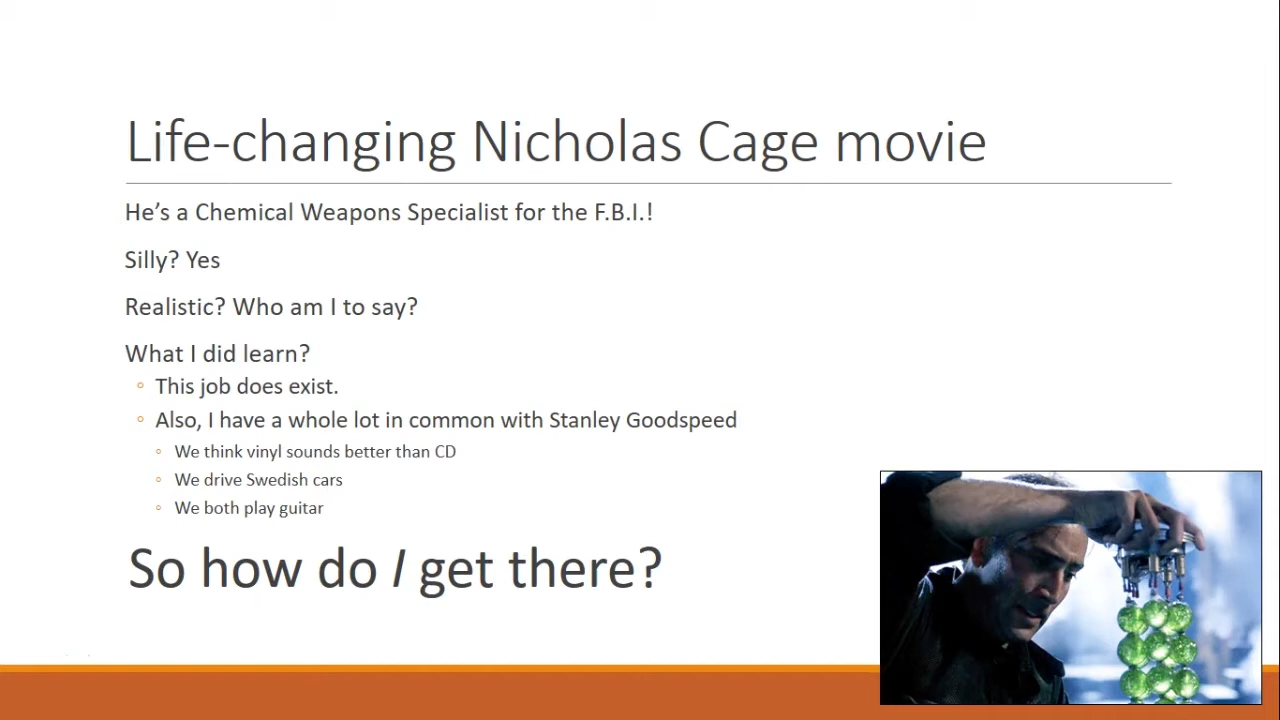 Life-changing Nicholas Cage movie
He’s a Chemical Weapons Specialist for the F.B.I.!
Silly? Yes
Realistic? Who am I to say?
What I did learn?
◦ This job does exist.
◦ Also, I have a whole lot in common with Stanley Goodspeed
◦ We think vinyl sounds better than CD
◦ We drive Swedish cars
◦ We both play guitar
So how do I get there?